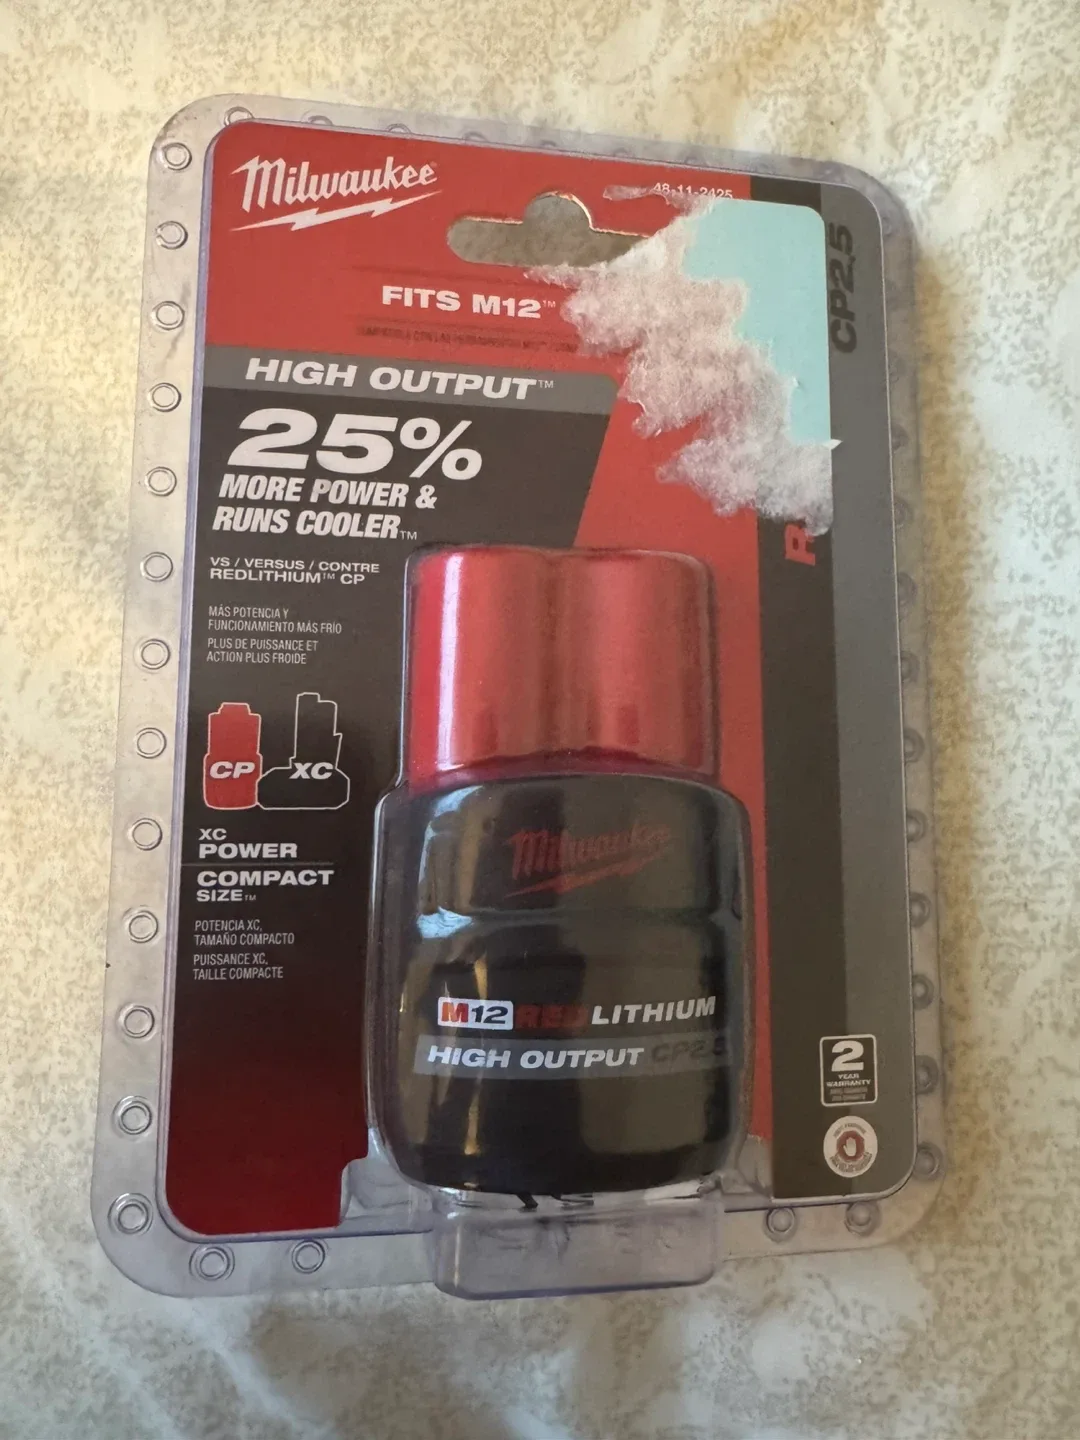 Milwaukee
48-11-2425
FITS M12™
HIGH OUTPUT™
25%
MORE POWER &
RUNS COOLER™
VS / VERSUS / CONTRE
REDLITHIUM™ CP
MÁS POTENCIA Y
FUNCIONAMIENTO MÁS FRÍO
PLUS DE PUISSANCE ET
ACTION PLUS FROIDE
CP XC
XC
POWER
COMPACT
SIZE™
POTENCIA XC,
TAMAÑO COMPACTO
PUISSANCE XC,
TAILLE COMPACTE
CP2.5
R
Milwaukee
M12 REDLITHIUM
HIGH OUTPUT CP2.5
2
YEAR
WARRANTY